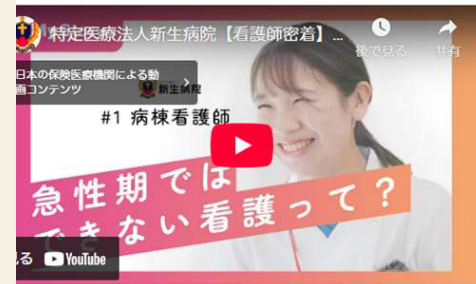 特定医療法人新生病院【看護師密着】...
後で見る
共有
日本の保険医療機関による動
画コンテンツ
新生病院
#1 病棟看護師
急性期では
できない看護って？
る YouTube